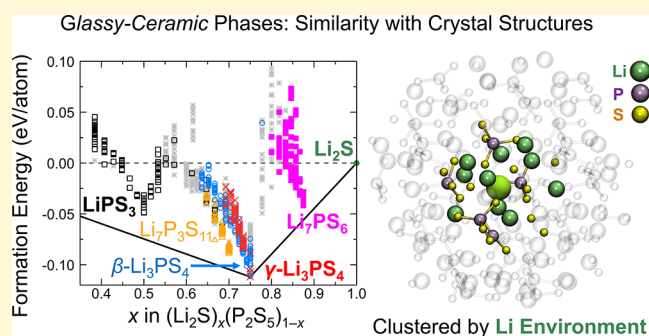 Glassy-Ceramic Phases: Similarity with Crystal Structures
Formation Energy (eV/atom)
0.10
0.05
0.00
-0.05
-0.10
LiPS3
Li7P3S11
β-Li3PS4
γ-Li3PS4
Li7PS6
Li2S
0.4 0.5 0.6 0.7 0.8 0.9 1.0
x in (Li2S)x(P2S5)1−x
Li
P
S
Clustered by Li Environment